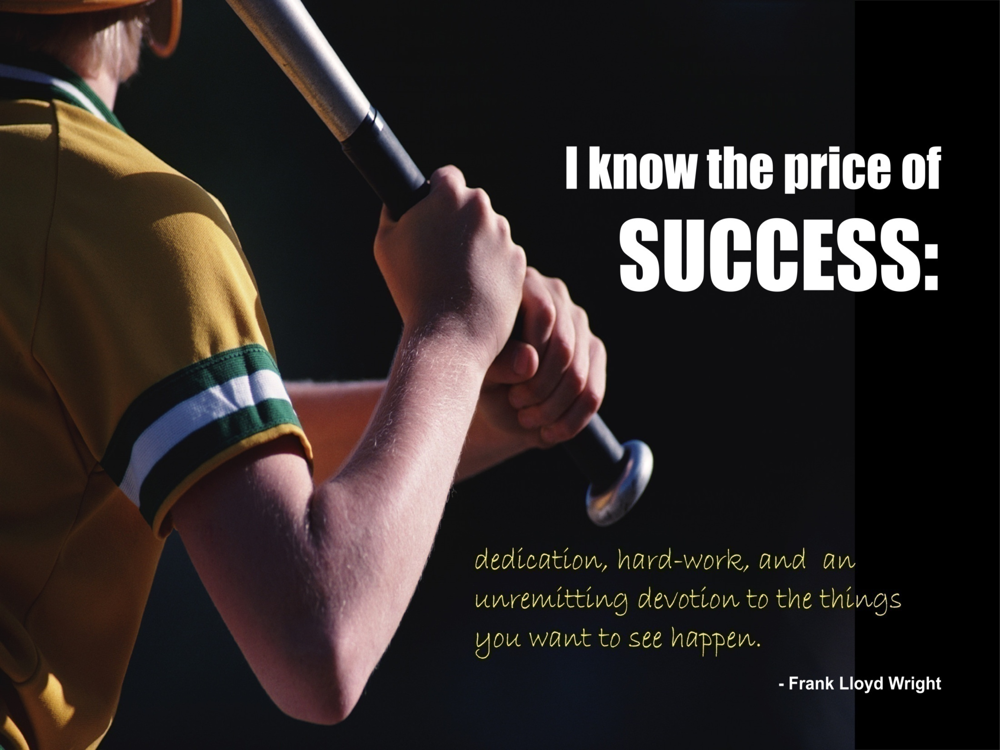 I know the price of
SUCCESS:
dedication, hard-work, and an
unremitting devotion to the things
you want to see happen.
- Frank Lloyd Wright